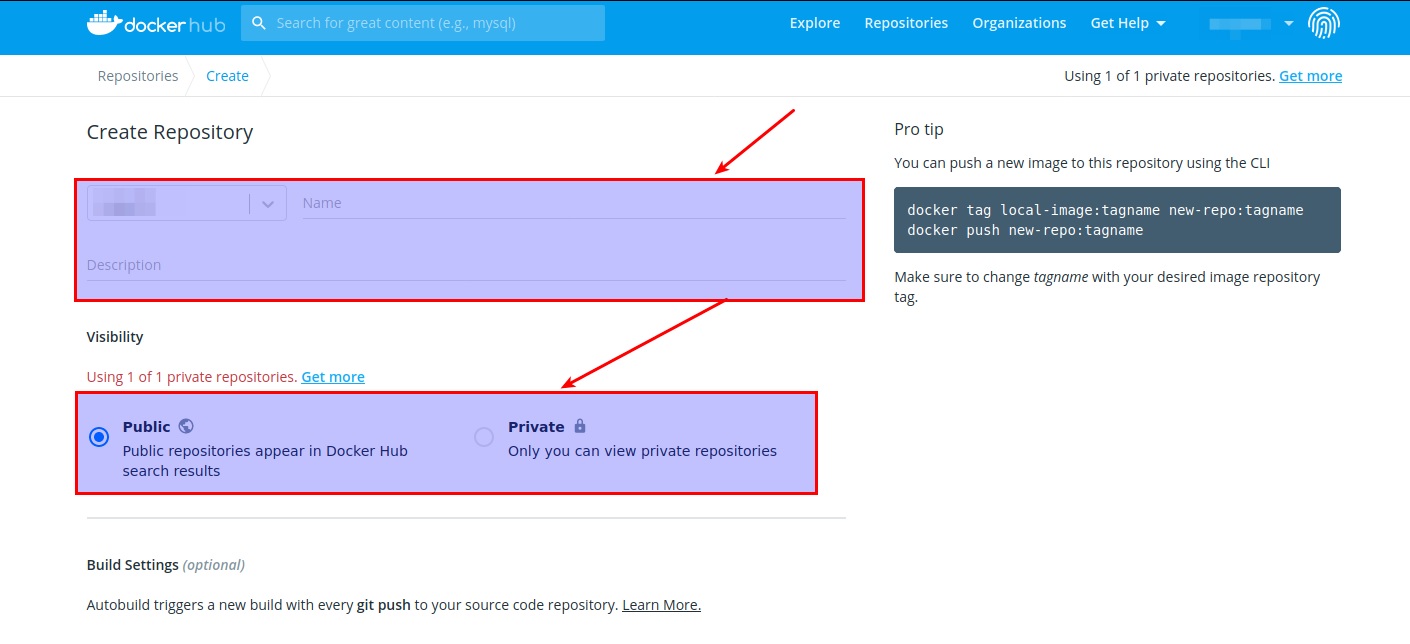 docker hub
Search for great content (e.g., mysql)
Explore
Repositories
Organizations
Get Help
Repositories
Create
Using 1 of 1 private repositories. Get more
Create Repository
Name
Description
Visibility
Using 1 of 1 private repositories. Get more
Public
Public repositories appear in Docker Hub
search results
Private
Only you can view private repositories
Build Settings (optional)
Autobuild triggers a new build with every git push to your source code repository. Learn More.
Pro tip
You can push a new image to this repository using the CLI
docker tag local-image:tagname new-repo:tagname
docker push new-repo:tagname
Make sure to change tagname with your desired image repository
tag.